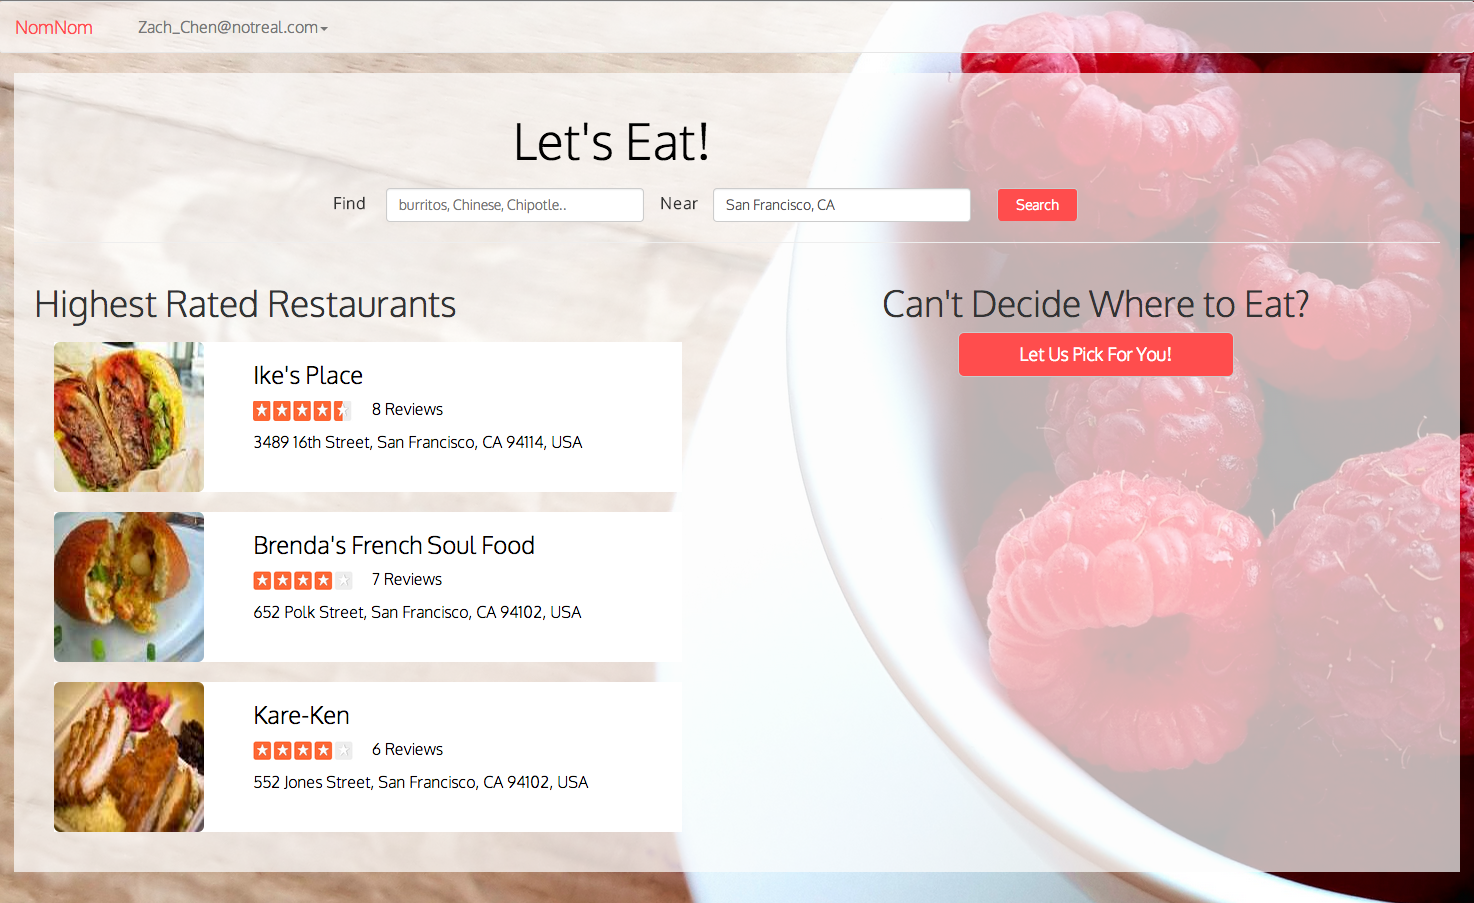 NomNom Zach_Chen@notreal.com
Let's Eat!
Find burritos, Chinese, Chipotle.. Near San Francisco, CA Search
Highest Rated Restaurants
Ike's Place
8 Reviews
3489 16th Street, San Francisco, CA 94114, USA
Brenda's French Soul Food
7 Reviews
652 Polk Street, San Francisco, CA 94102, USA
Kare-Ken
6 Reviews
552 Jones Street, San Francisco, CA 94102, USA
Can't Decide Where to Eat?
Let Us Pick For You!